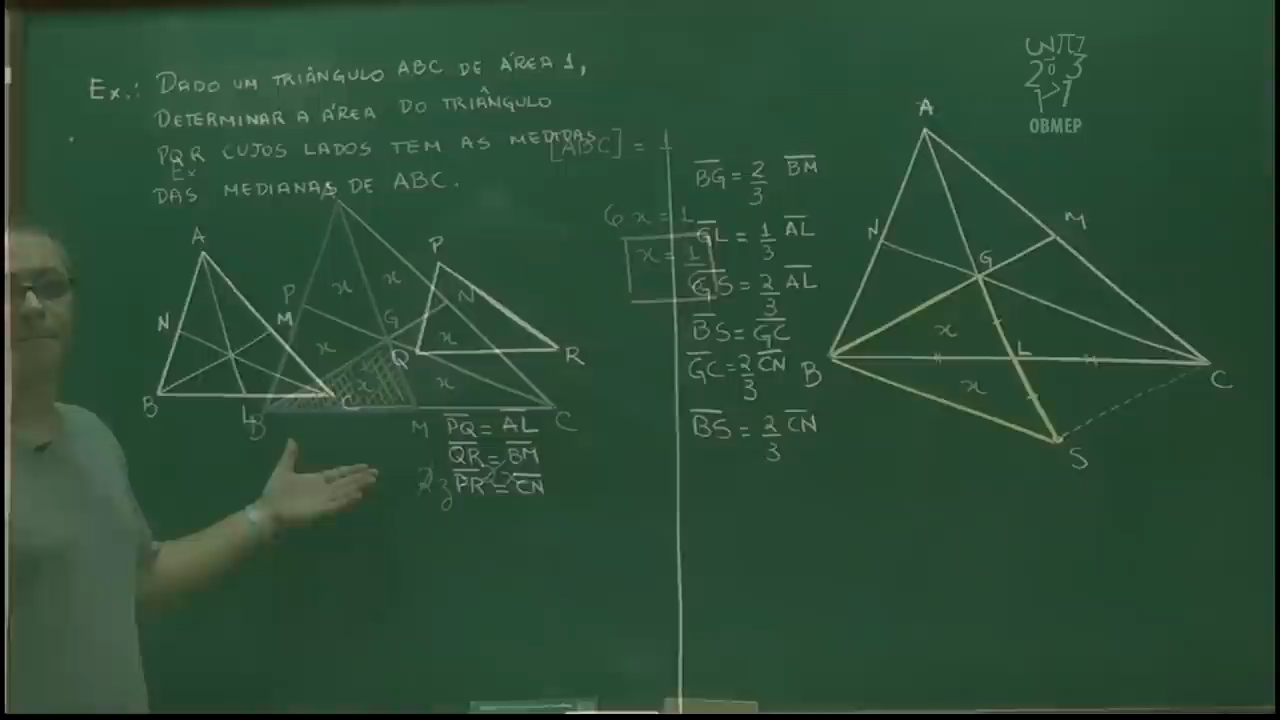 Ex.: DADO UM TRIÂNGULO ABC DE ÁREA 1,
DETERMINAR A ÁREA DO TRIÂNGULO
PQR CUJOS LADOS TEM AS MEDIDAS
DAS MEDIANAS DE ABC.
[ABC] = 1
6x = 1
x = 1
A
N
M
B
L
C
P
Q
R
PQ = AL
QR = BM
PR = CN
P
x
x
N
G
x
x
x
x
B
M
C
BG = 2/3 BM
GL = 1/3 AL
GS = 2/3 AL
BS = GC
GC = 2/3 CN
BS = 2/3 CN
A
N
M
G
x
B
L
C
x
S
OBMEP